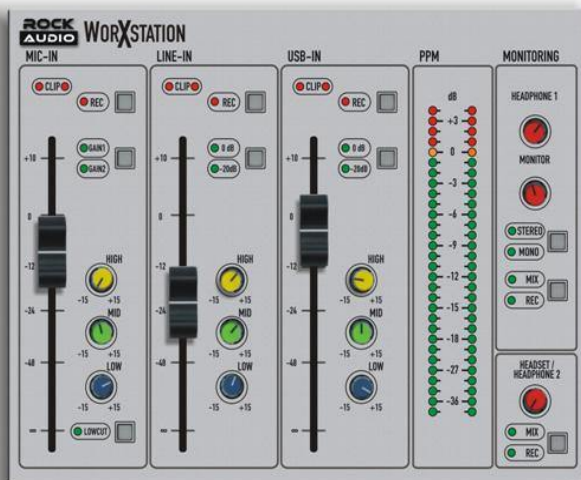 ROCK
AUDIO
WORXSTATION
MIC-IN
CLIP
REC
GAIN1
GAIN2
+10
0
-12
-24
-48
∞
HIGH
-15 +15
MID
-15 +15
LOW
-15 +15
LOWCUT
LINE-IN
CLIP
REC
0 dB
-20dB
+10
0
-12
-24
-48
∞
HIGH
-15 +15
MID
-15 +15
LOW
-15 +15
USB-IN
CLIP
REC
0 dB
-20dB
+10
0
-12
-24
-48
∞
HIGH
-15 +15
MID
-15 +15
LOW
-15 +15
PPM
dB
+3
0
-3
-6
-9
-12
-15
-18
-27
-36
MONITORING
HEADPHONE 1
MONITOR
STEREO
MONO
MIX
REC
HEADSET /
HEADPHONE 2
MIX
REC